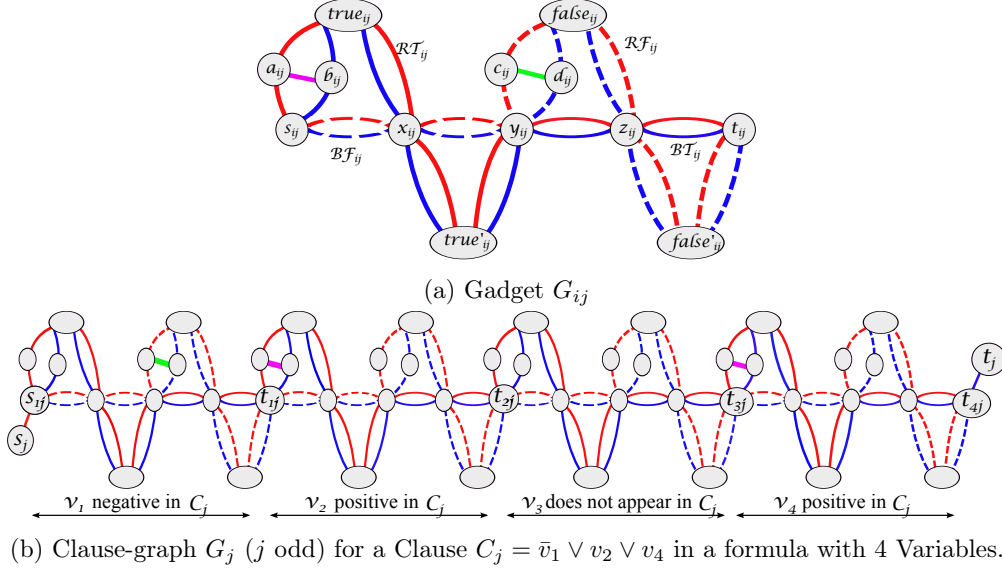 true_ij false_ij
RT_ij RF_ij
a_ij b_ij c_ij d_ij
s_ij x_ij y_ij z_ij t_ij
BF_ij BT_ij
true'_ij false'_ij
(a) Gadget G_ij
t_j
s_1j t_1j t_2j t_3j t_4j
s_j
v_1 negative in C_j v_2 positive in C_j v_3 does not appear in C_j v_4 positive in C_j
(b) Clause-graph G_j (j odd) for a Clause C_j = v̄_1 ∨ v_2 ∨ v_4 in a formula with 4 Variables.